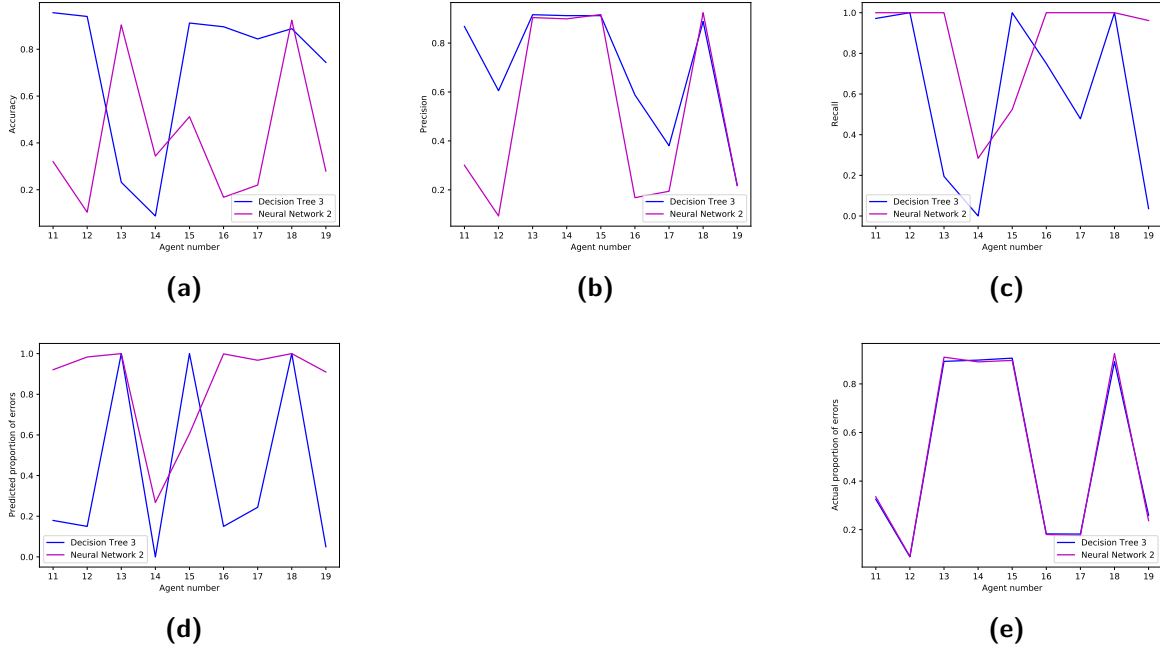 Accuracy
0.8
0.6
0.4
0.2
11 12 13 14 15 16 17 18 19
Agent number
Decision Tree 3
Neural Network 2
(a)
Precision
0.8
0.6
0.4
0.2
11 12 13 14 15 16 17 18 19
Agent number
Decision Tree 3
Neural Network 2
(b)
Recall
1.0
0.8
0.6
0.4
0.2
0.0
11 12 13 14 15 16 17 18 19
Agent number
Decision Tree 3
Neural Network 2
(c)
Predicted proportion of errors
1.0
0.8
0.6
0.4
0.2
0.0
11 12 13 14 15 16 17 18 19
Agent number
Decision Tree 3
Neural Network 2
(d)
Actual proportion of errors
0.8
0.6
0.4
0.2
11 12 13 14 15 16 17 18 19
Agent number
Decision Tree 3
Neural Network 2
(e)